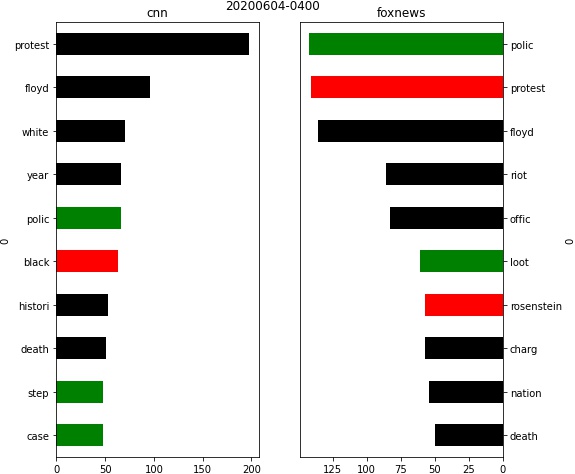 20200604-0400
cnn
foxnews
protest
floyd
white
year
polic
black
histori
death
step
case
polic
protest
floyd
riot
offic
loot
rosenstein
charg
nation
death
0
0
0 50 100 150 200
125 100 75 50 25 0